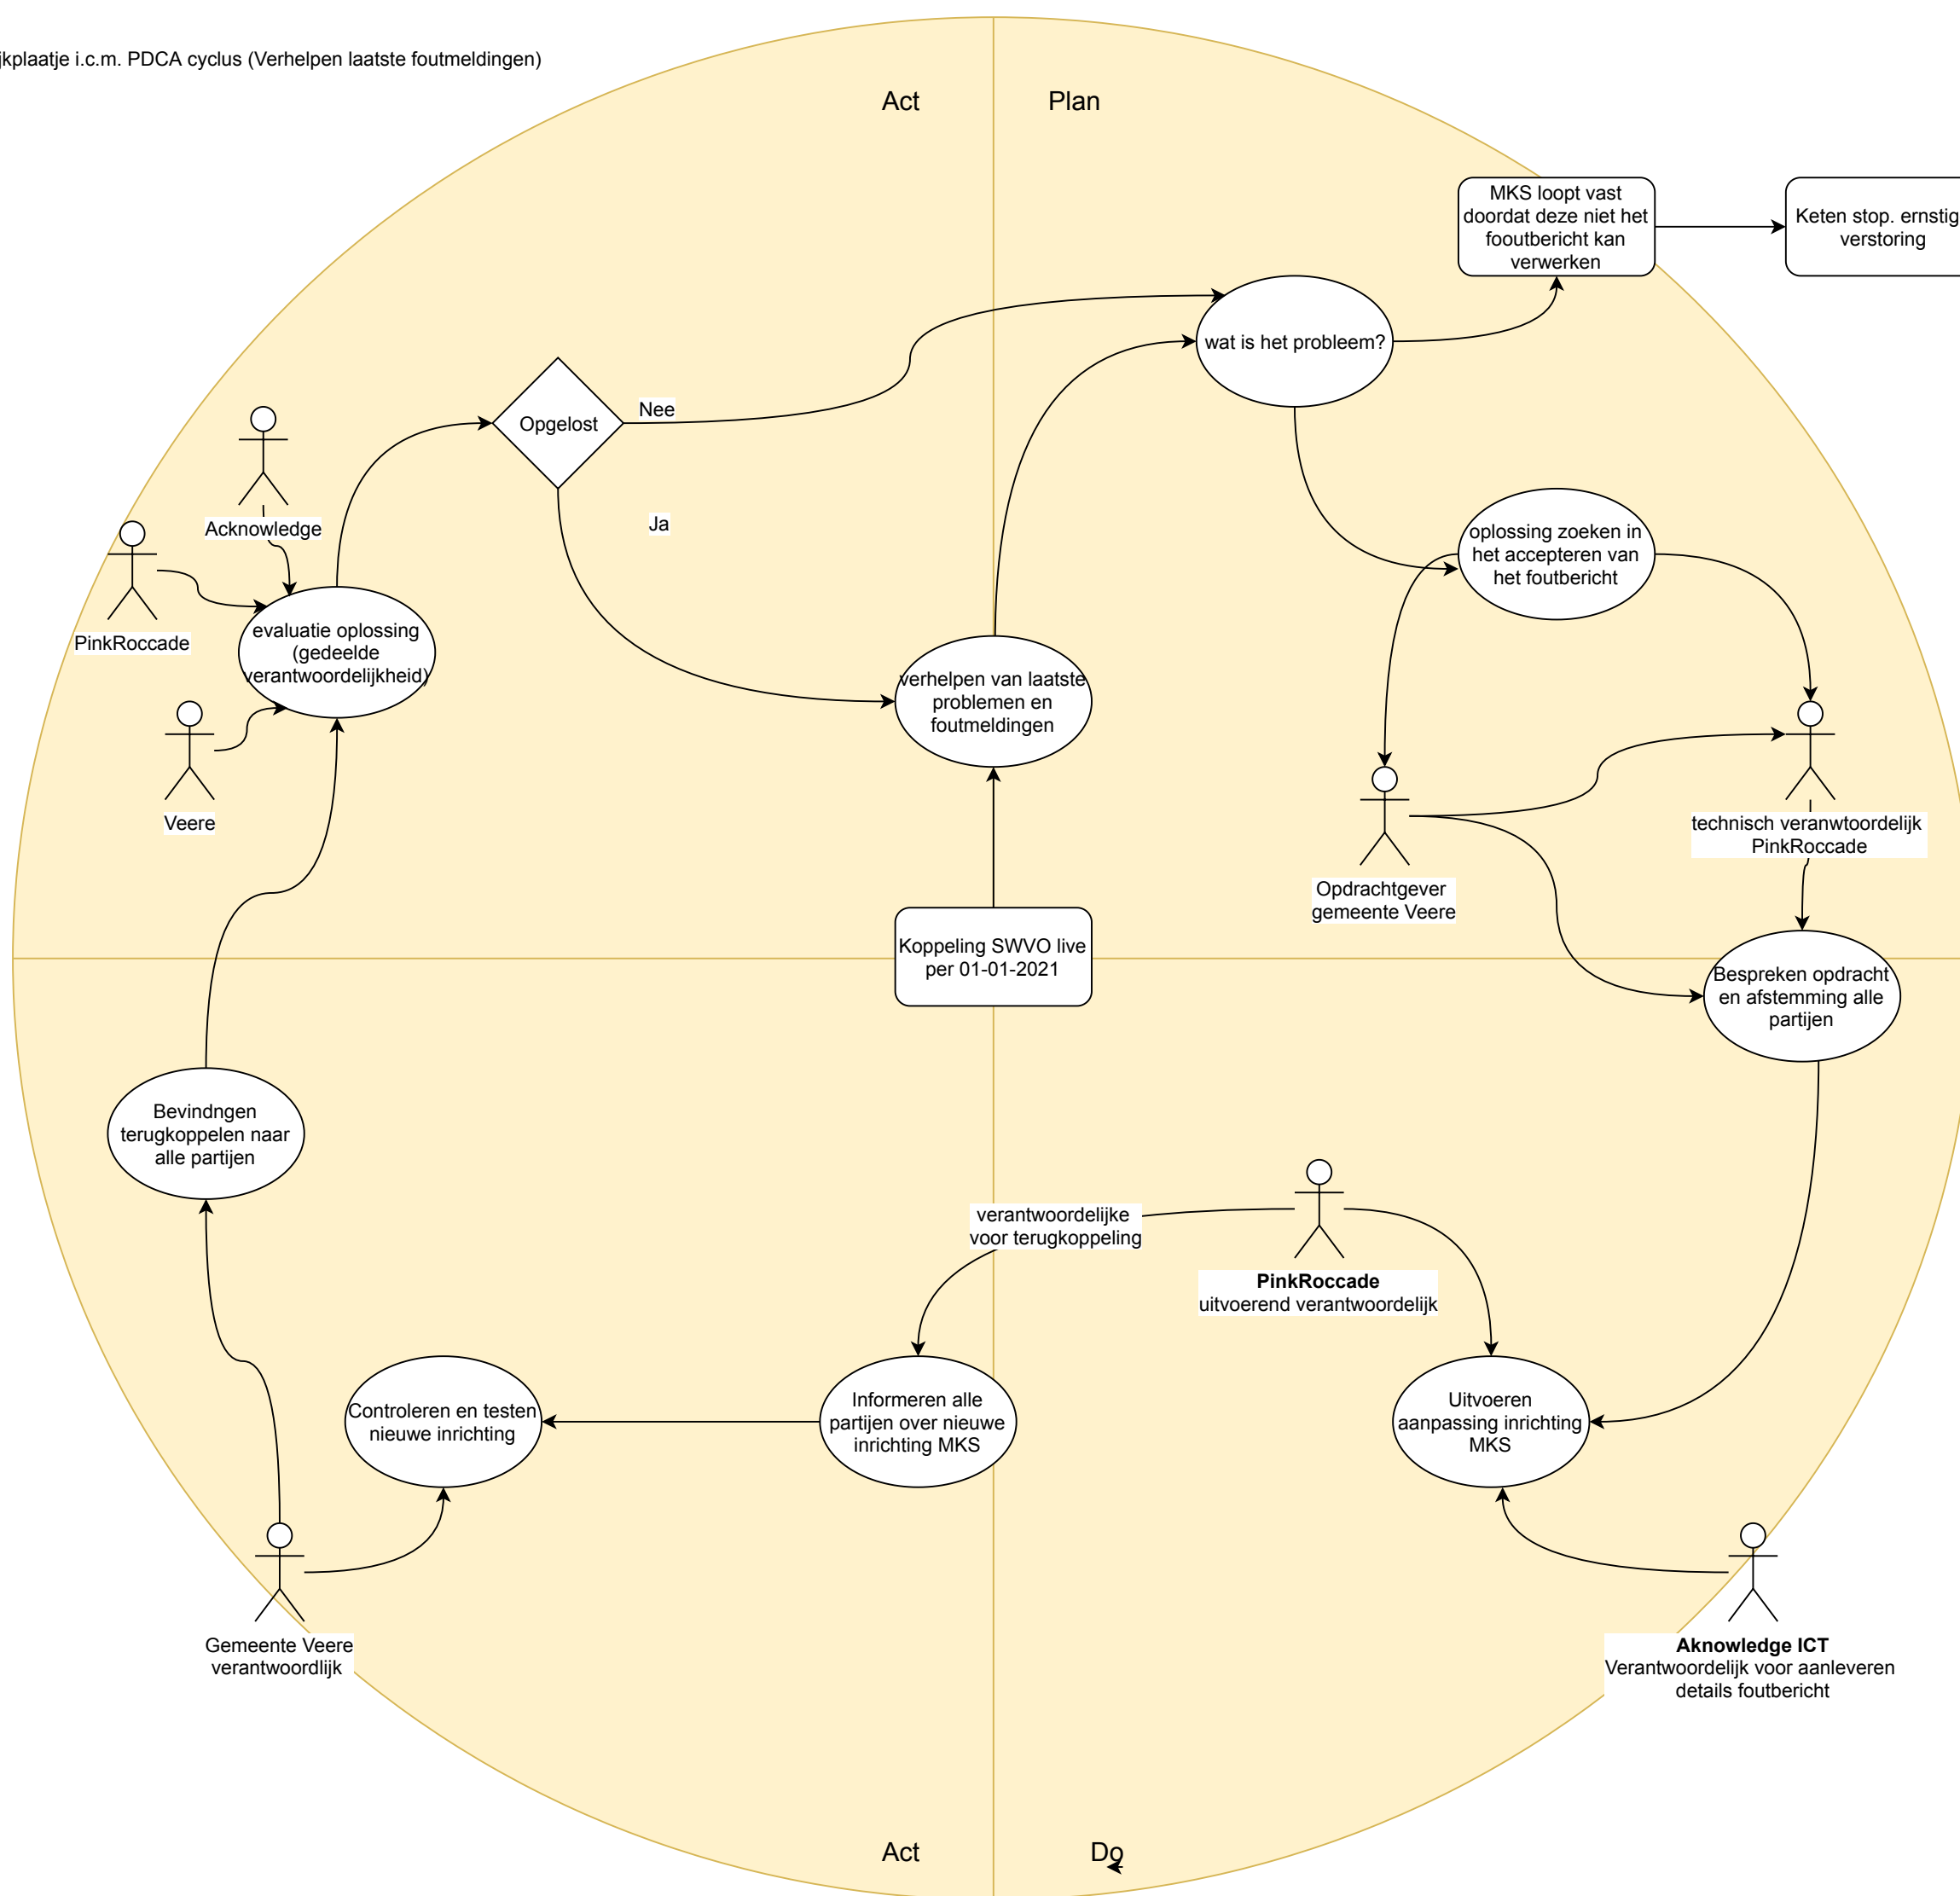 jkplaatje i.c.m. PDCA cyclus (Verhelpen laatste foutmeldingen)
Act
Plan
MKS loopt vast
doordat deze niet het
fooutbericht kan
verwerken
Keten stop. ernstig
verstoring
wat is het probleem?
Opgelost
Nee
Ja
Acknowledge
PinkRoccade
Veere
evaluatie oplossing
(gedeelde
verantwoordelijkheid)
oplossing zoeken in
het accepteren van
het foutbericht
verhelpen van laatste
problemen en
foutmeldingen
technisch veranwtoordelijk
PinkRoccade
Opdrachtgever
gemeente Veere
Koppeling SWVO live
per 01-01-2021
Bespreken opdracht
en afstemming alle
partijen
Bevindngen
terugkoppelen naar
alle partijen
verantwoordelijke
voor terugkoppeling
PinkRoccade
uitvoerend verantwoordelijk
Controleren en testen
nieuwe inrichting
Informeren alle
partijen over nieuwe
inrichting MKS
Uitvoeren
aanpassing inrichting
MKS
Gemeente Veere
verantwoordlijk
Aknowledge ICT
Verantwoordelijk voor aanleveren
details foutbericht
Act
Do